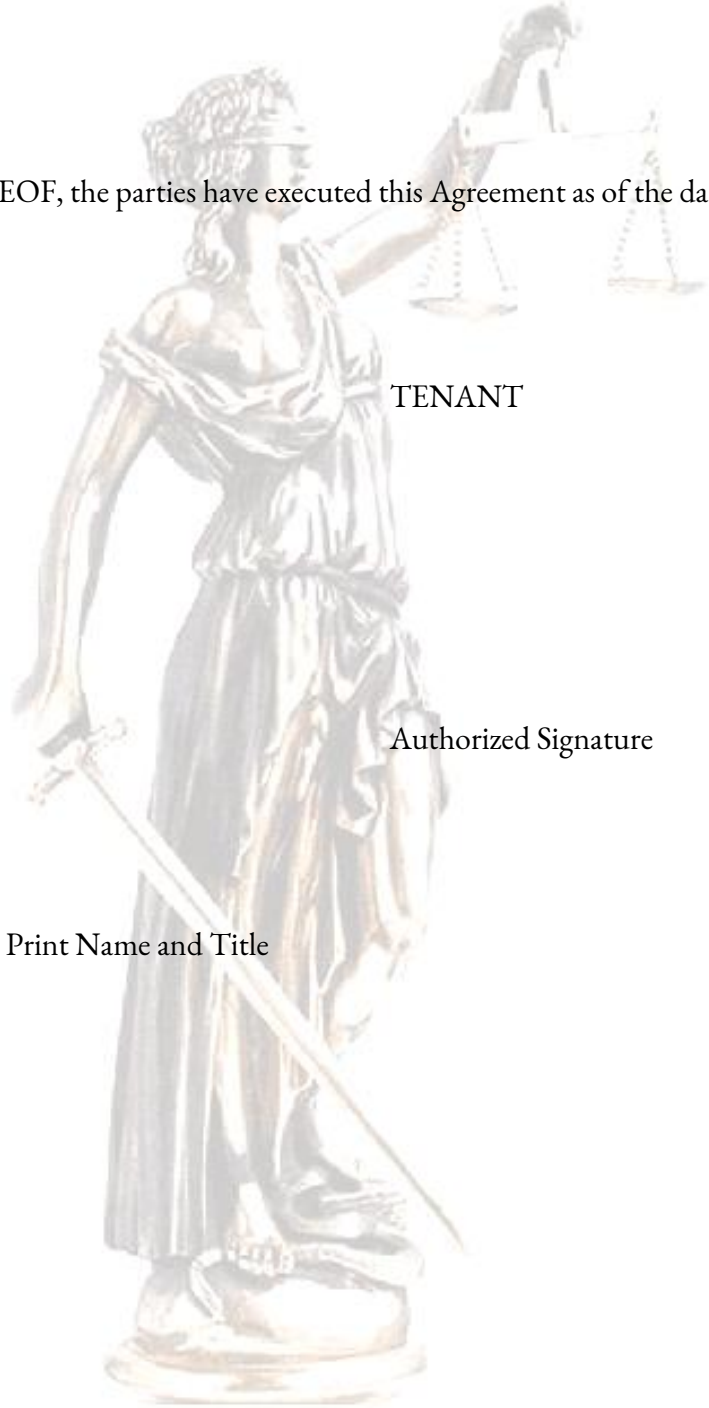 EOF, the parties have executed this Agreement as of the da
TENANT
Authorized Signature
Print Name and Title